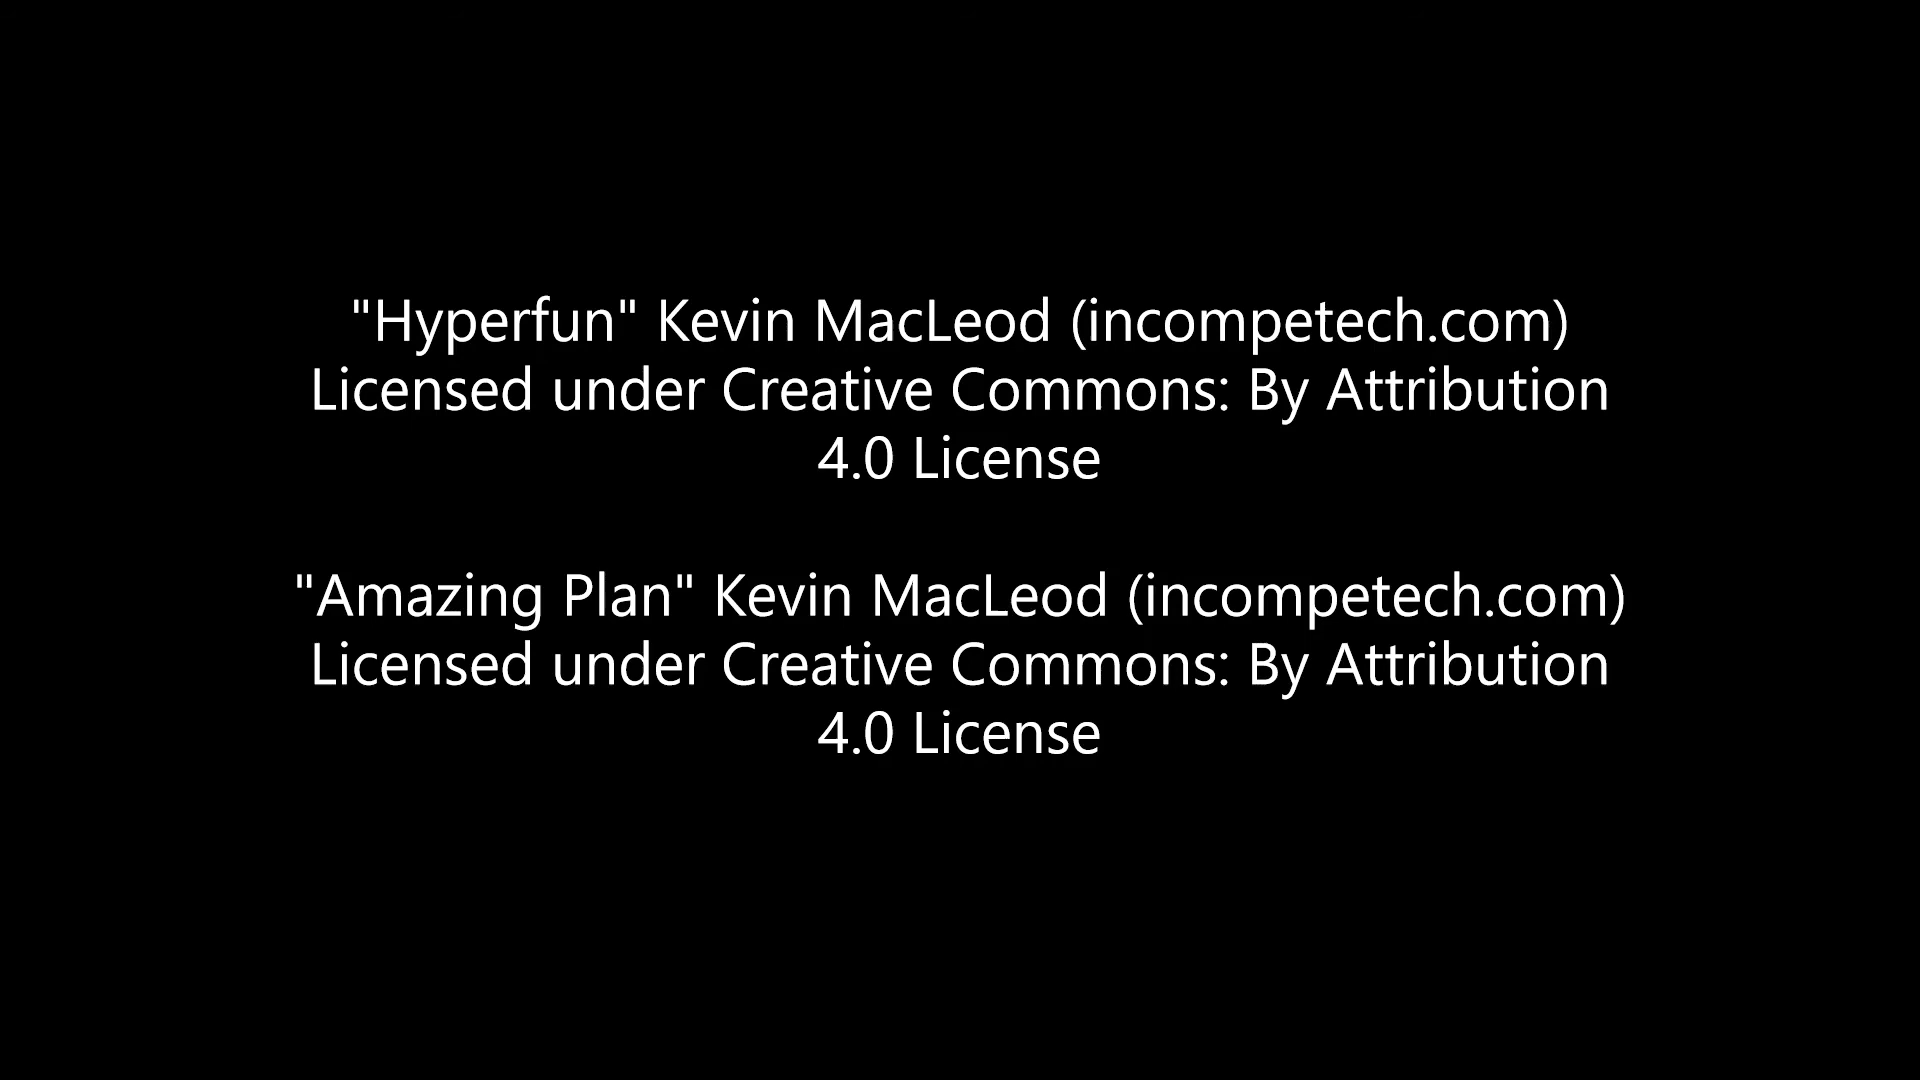 "Hyperfun" Kevin MacLeod (incompetech.com)
Licensed under Creative Commons: By Attribution
4.0 License
"Amazing Plan" Kevin MacLeod (incompetech.com)
Licensed under Creative Commons: By Attribution
4.0 License